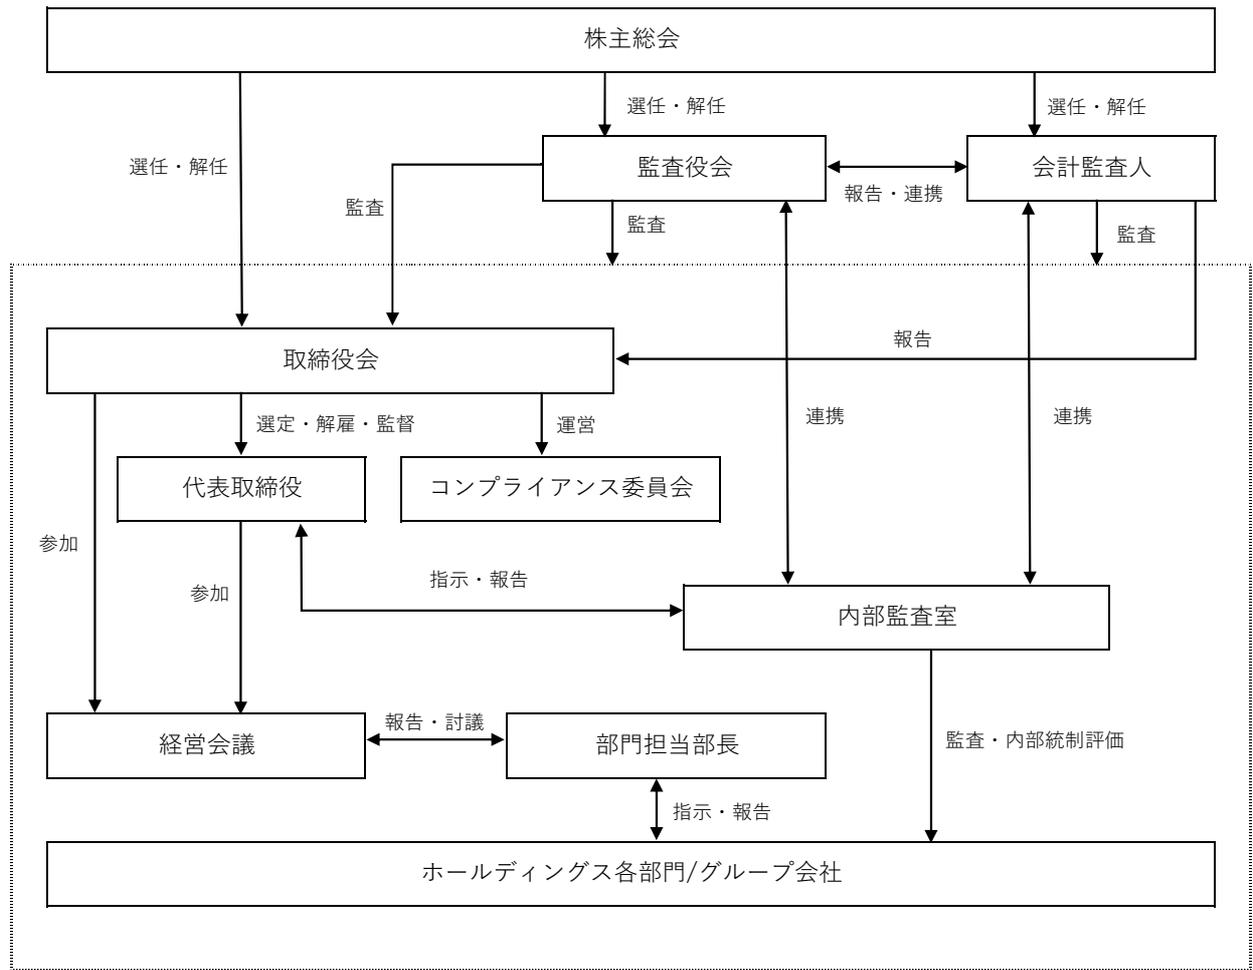 株主総会
選任・解任
選任・解任
選任・解任
監査役会
会計監査人
報告・連携
監査
監査
監査
取締役会
報告
選定・解雇・監督
運営
連携
連携
代表取締役
コンプライアンス委員会
参加
参加
指示・報告
内部監査室
経営会議
報告・討議
部門担当部長
監査・内部統制評価
指示・報告
ホールディングス各部門/グループ会社